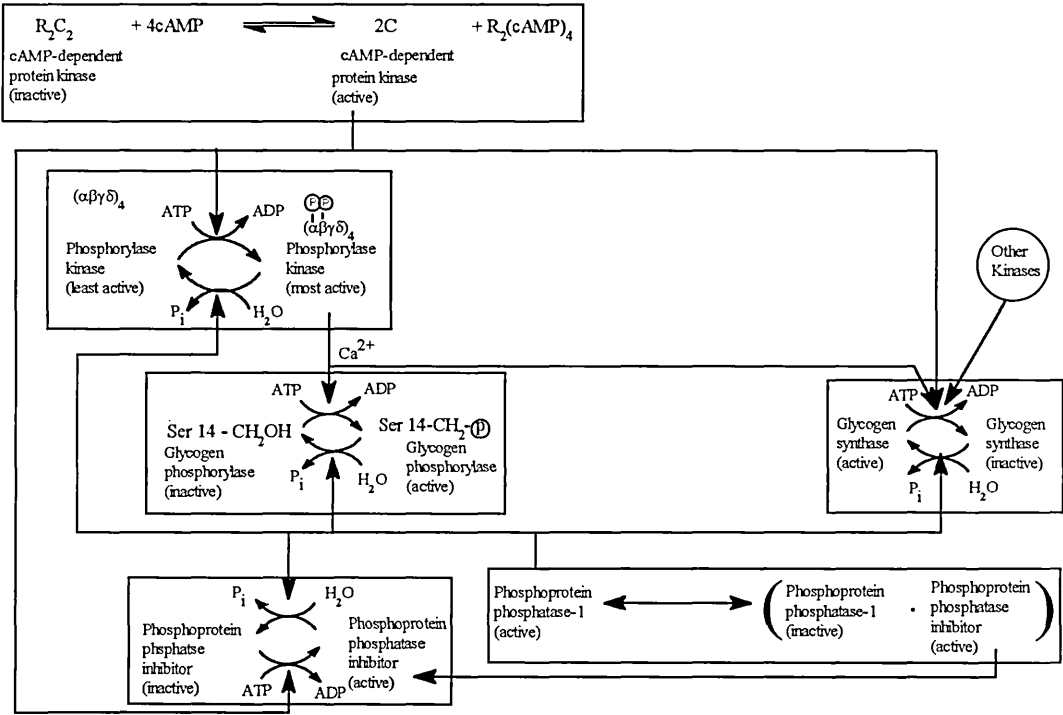 R2C2 + 4cAMP 2C + R2(cAMP)4
cAMP-dependent
protein kinase
(inactive)
cAMP-dependent
protein kinase
(active)
(αβγδ)4
ATP
ADP
P P
(αβγδ)4
Phosphorylase
kinase
(least active)
Phosphorylase
kinase
(most active)
Pi
H2O
Other
Kinases
Ca2+
ATP
ADP
Ser 14 - CH2OH
Ser 14-CH2-P
Glycogen
phosphorylase
(inactive)
Glycogen
phosphorylase
(active)
Pi
H2O
ATP
ADP
Glycogen
synthase
(active)
Glycogen
synthase
(inactive)
Pi
H2O
Pi
H2O
Phosphoprotein
phsphatse
inhibitor
(inactive)
Phosphoprotein
phosphatase
inhibitor
(active)
ATP
ADP
Phosphoprotein
phosphatase-1
(active)
(Phosphoprotein
phosphatase-1
(inactive)
·
Phosphoprotein
phosphatase
inhibitor
(active))